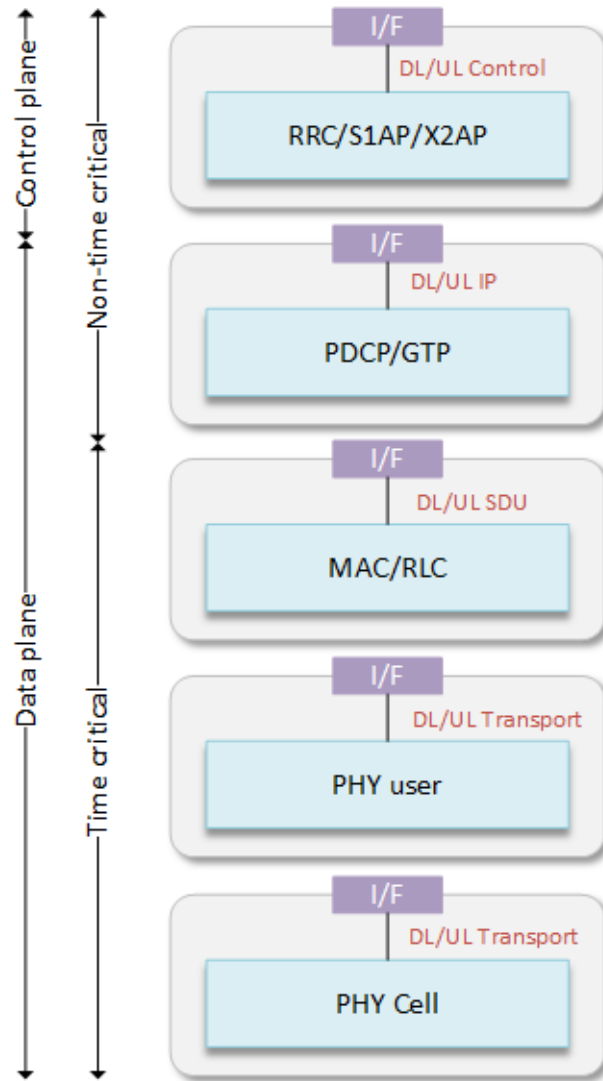 Control plane
Data plane
Non-time critical
Time critical
I/F
DL/UL Control
RRC/S1AP/X2AP
I/F
DL/UL IP
PDCP/GTP
I/F
DL/UL SDU
MAC/RLC
I/F
DL/UL Transport
PHY user
I/F
DL/UL Transport
PHY Cell